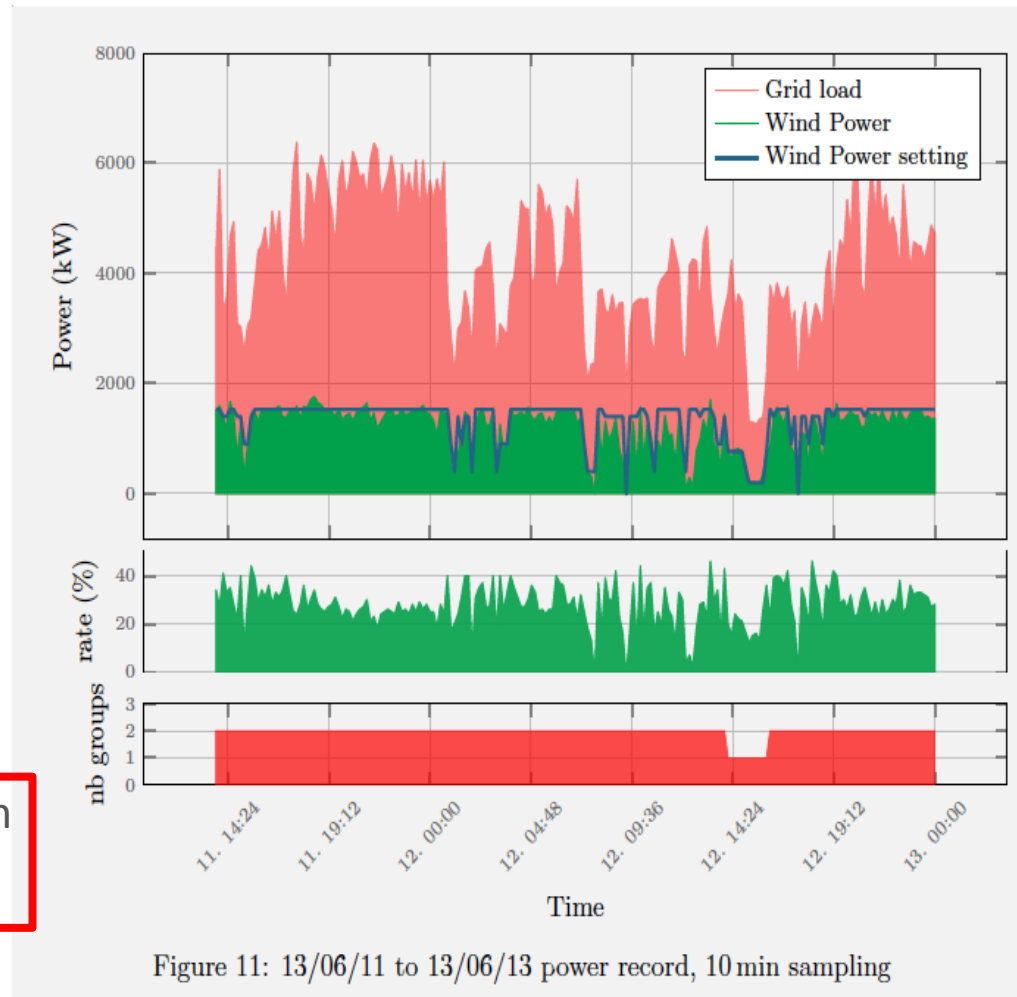 8000
6000
4000
2000
0
Power (kW)
Grid load
Wind Power
Wind Power setting
40
20
0
rate (%)
3
2
1
0
nb groups
11. 14:24
11. 19:12
12. 00:00
12. 04:48
12. 09:36
12. 14:24
12. 19:12
13. 00:00
Time
Figure 11: 13/06/11 to 13/06/13 power record, 10 min sampling